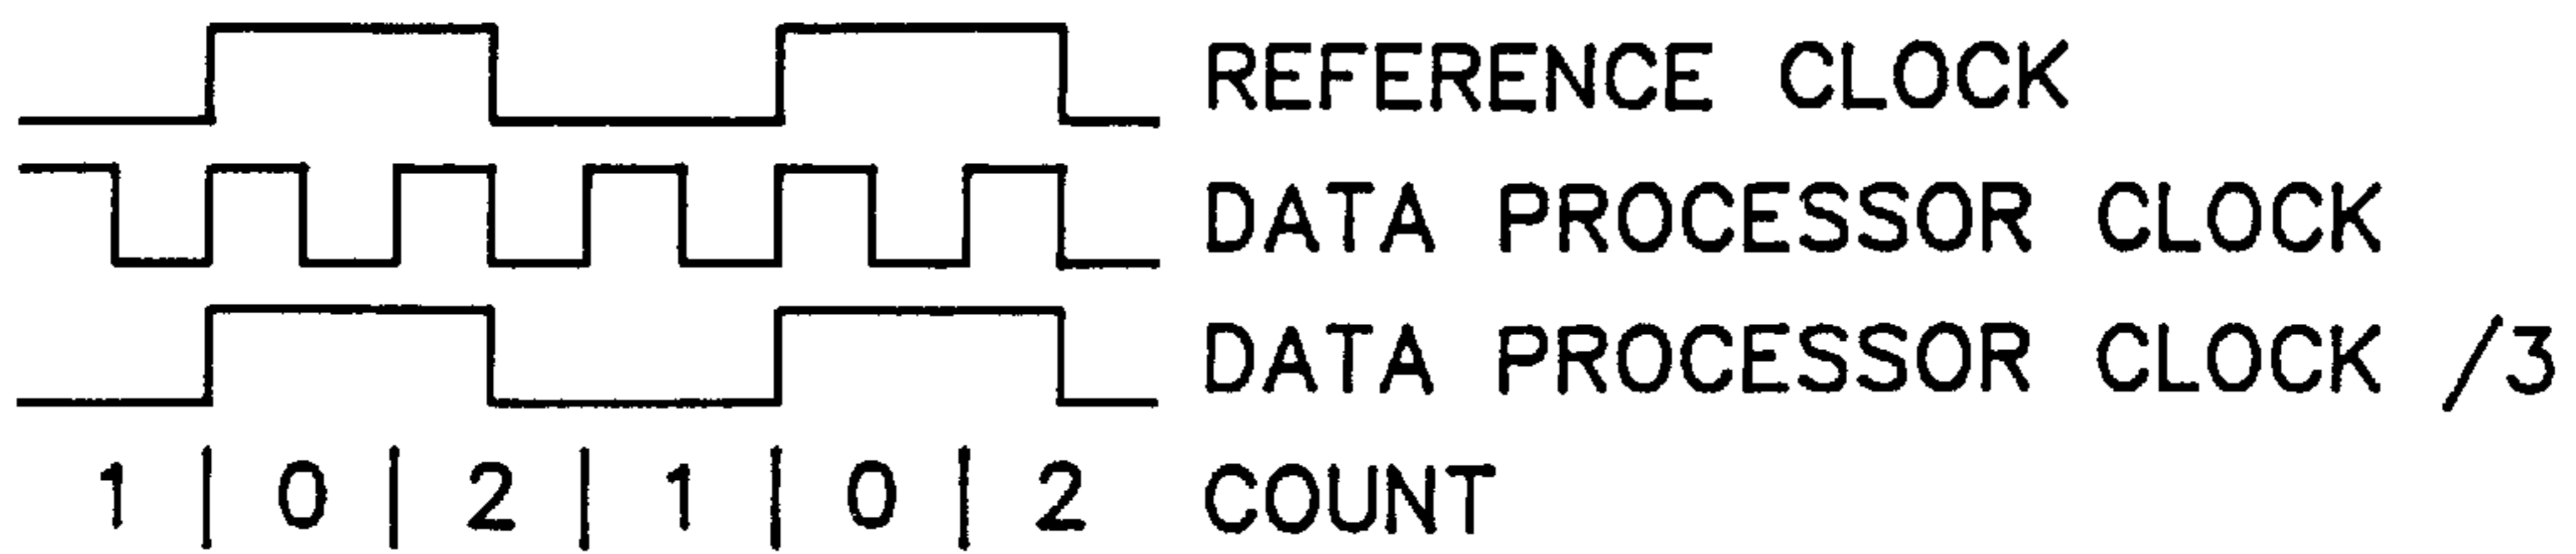 REFERENCE CLOCK
DATA PROCESSOR CLOCK
DATA PROCESSOR CLOCK /3
1 | 0 | 2 | 1 | 0 | 2 COUNT